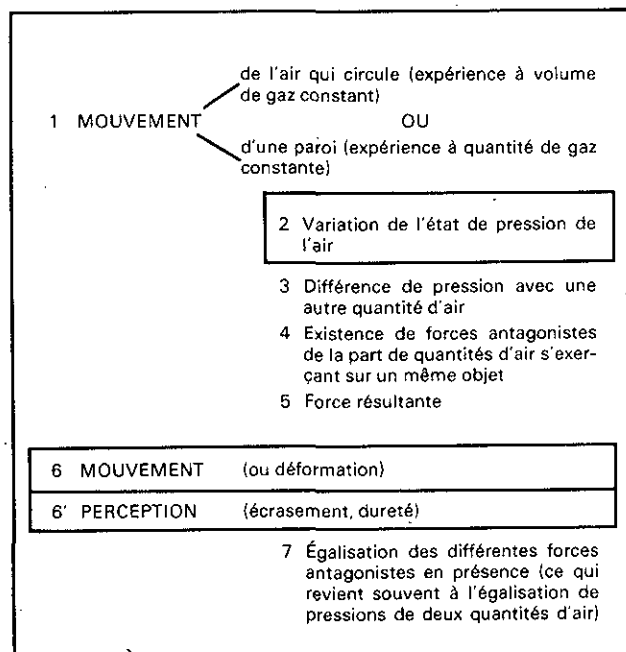 de l'air qui circule (expérience à volume
de gaz constant)
1 MOUVEMENT OU
d'une paroi (expérience à quantité de gaz
constante)
2 Variation de l'état de pression de
l'air
3 Différence de pression avec une
autre quantité d'air
4 Existence de forces antagonistes
de la part de quantités d'air s'exer-
çant sur un même objet
5 Force résultante
6 MOUVEMENT (ou déformation)
6' PERCEPTION (écrasement, dureté)
7 Égalisation des différentes forces
antagonistes en présence (ce qui
revient souvent à l'égalisation de
pressions de deux quantités d'air)